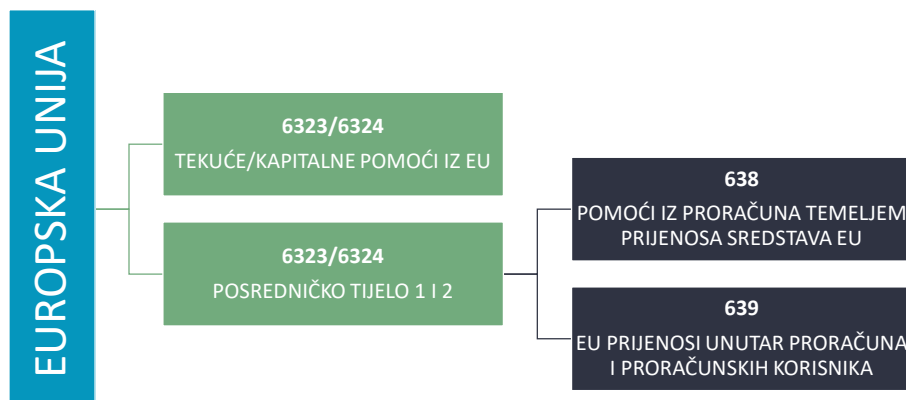 EUROPSKA UNIJA
6323/6324
TEKUĆE/KAPITALNE POMOĆI IZ EU
6323/6324
POSREDNIČKO TIJELO 1 I 2
638
POMOĆI IZ PRORAČUNA TEMELJEM
PRIJENOSA SREDSTAVA EU
639
EU PRIJENOSI UNUTAR PRORAČUNA
I PRORAČUNSKIH KORISNIKA